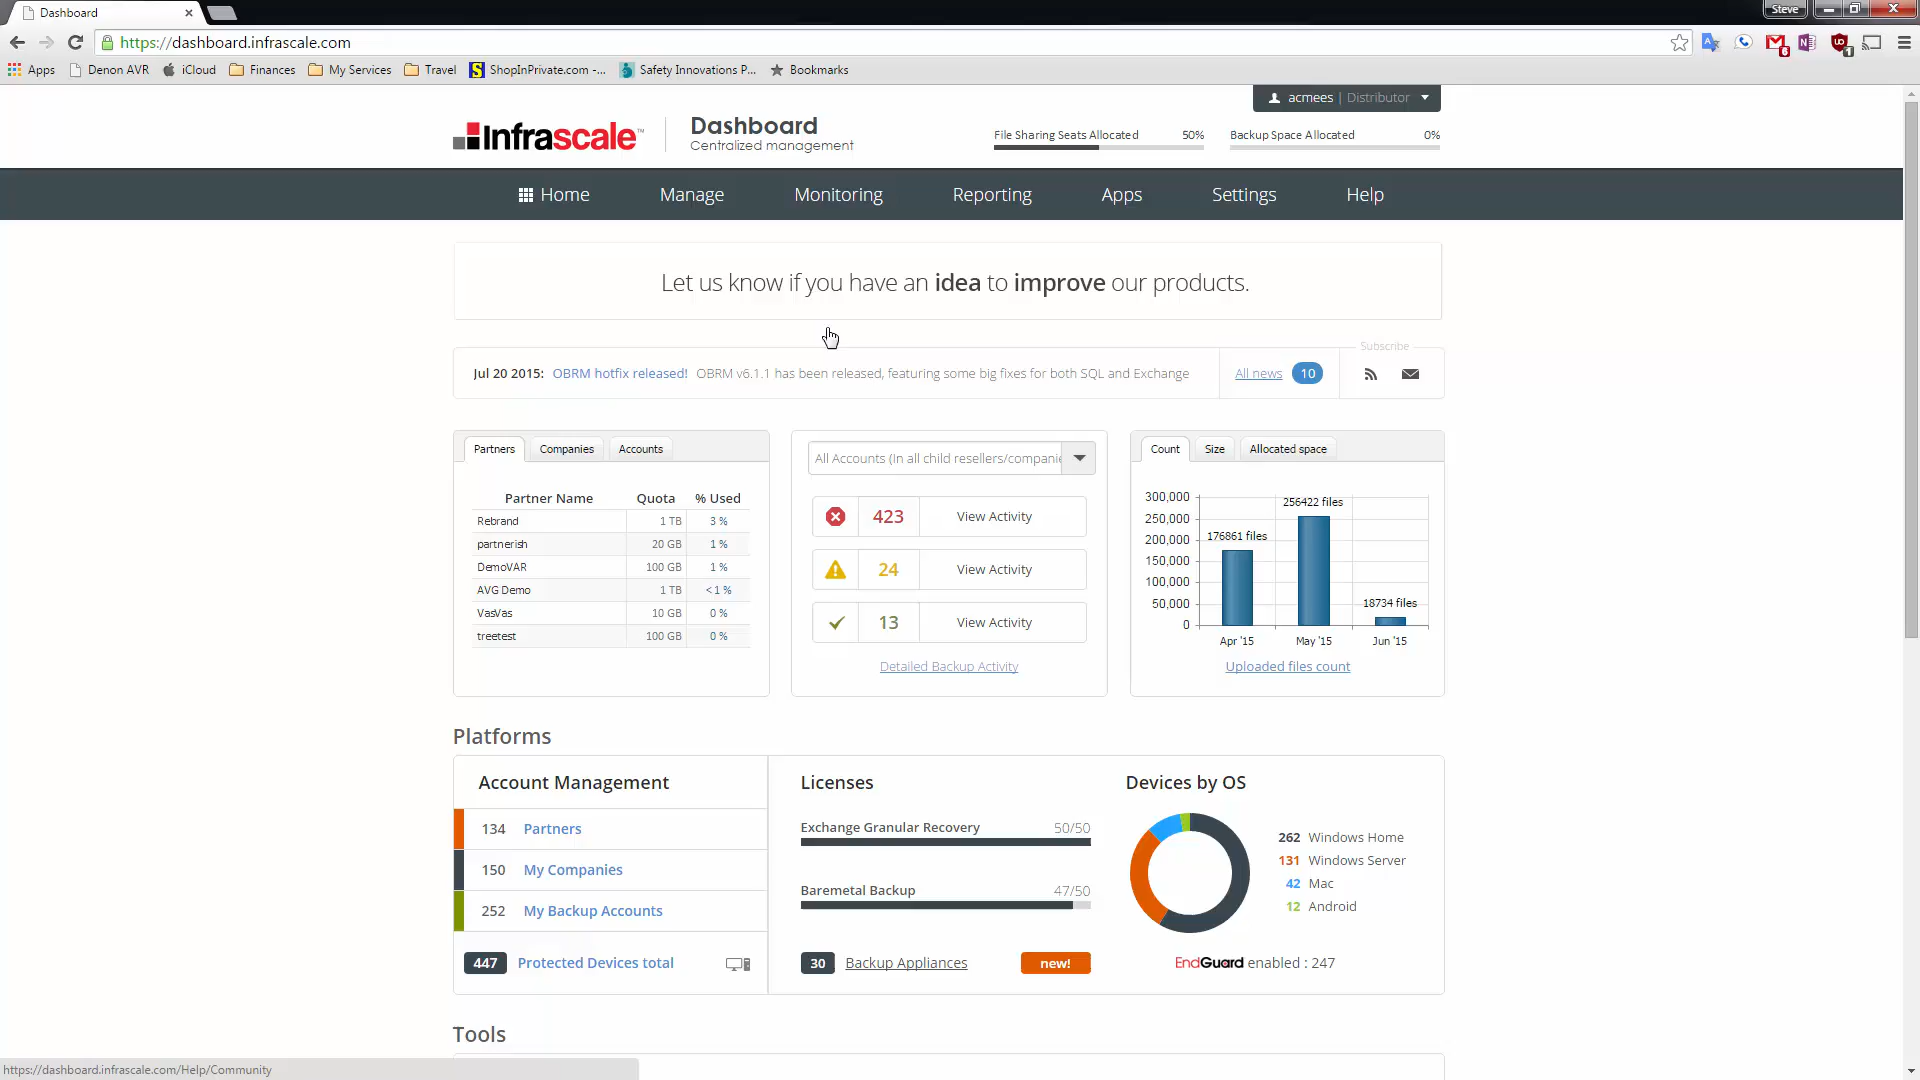 Dashboard
Steve
https://dashboard.infrascale.com
6
1
Apps
Denon AVR
iCloud
Finances
My Services
Travel
ShopInPrivate.com -...
Safety Innovations P...
Bookmarks
acmees | Distributor
Infrascale™
Dashboard
Centralized management
File Sharing Seats Allocated 50%
Backup Space Allocated 0%
Home
Manage
Monitoring
Reporting
Apps
Settings
Help
Let us know if you have an idea to improve our products.
Jul 20 2015: OBRM hotfix released! OBRM v6.1.1 has been released, featuring some big fixes for both SQL and Exchange
All news 10
Subscribe
Partners Companies Accounts
Partner Name Quota % Used
Rebrand 1 TB 3 %
partnerish 20 GB 1 %
DemoVAR 100 GB 1 %
AVG Demo 1 TB <1 %
VasVas 10 GB 0 %
treetest 100 GB 0 %
All Accounts (In all child resellers/companie
423 View Activity
24 View Activity
13 View Activity
Detailed Backup Activity
Count Size Allocated space
300,000
250,000
200,000
150,000
100,000
50,000
0
176861 files
256422 files
18734 files
Apr '15 May '15 Jun '15
Uploaded files count
Platforms
Account Management
134 Partners
150 My Companies
252 My Backup Accounts
447 Protected Devices total
Licenses
Exchange Granular Recovery 50/50
Baremetal Backup 47/50
30 Backup Appliances new!
Devices by OS
262 Windows Home
131 Windows Server
42 Mac
12 Android
EndGuard enabled : 247
Tools
https://dashboard.infrascale.com/Help/Community